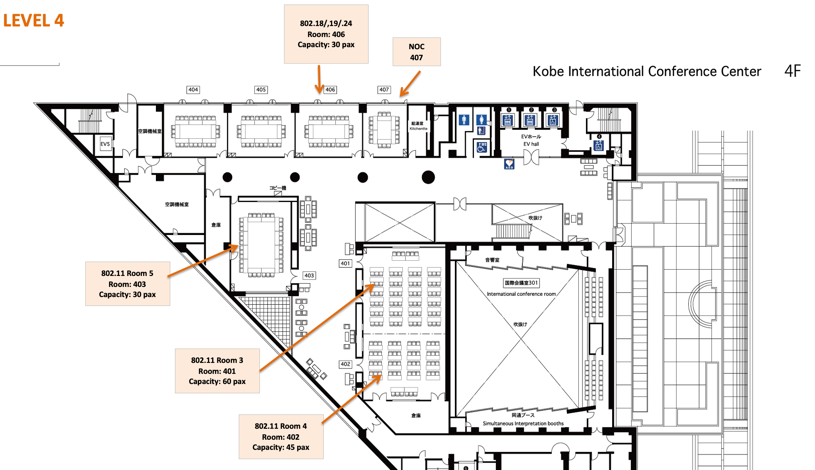 LEVEL 4
802.18/,19/.24
Room: 406
Capacity: 30 pax
NOC
407
Kobe International Conference Center 4F
404
405
406
407
空調機械室
給湯室
Kitchenette
EVホール
EV hall
EV5
コピー機
空調機械室
倉庫
吹抜け
802.11 Room 5
Room: 403
Capacity: 30 pax
403
401
音響室
国際会議室301
International conference room
吹抜け
802.11 Room 3
Room: 401
Capacity: 60 pax
402
倉庫
同通ブース
Simultaneous Interpretation booths
802.11 Room 4
Room: 402
Capacity: 45 pax